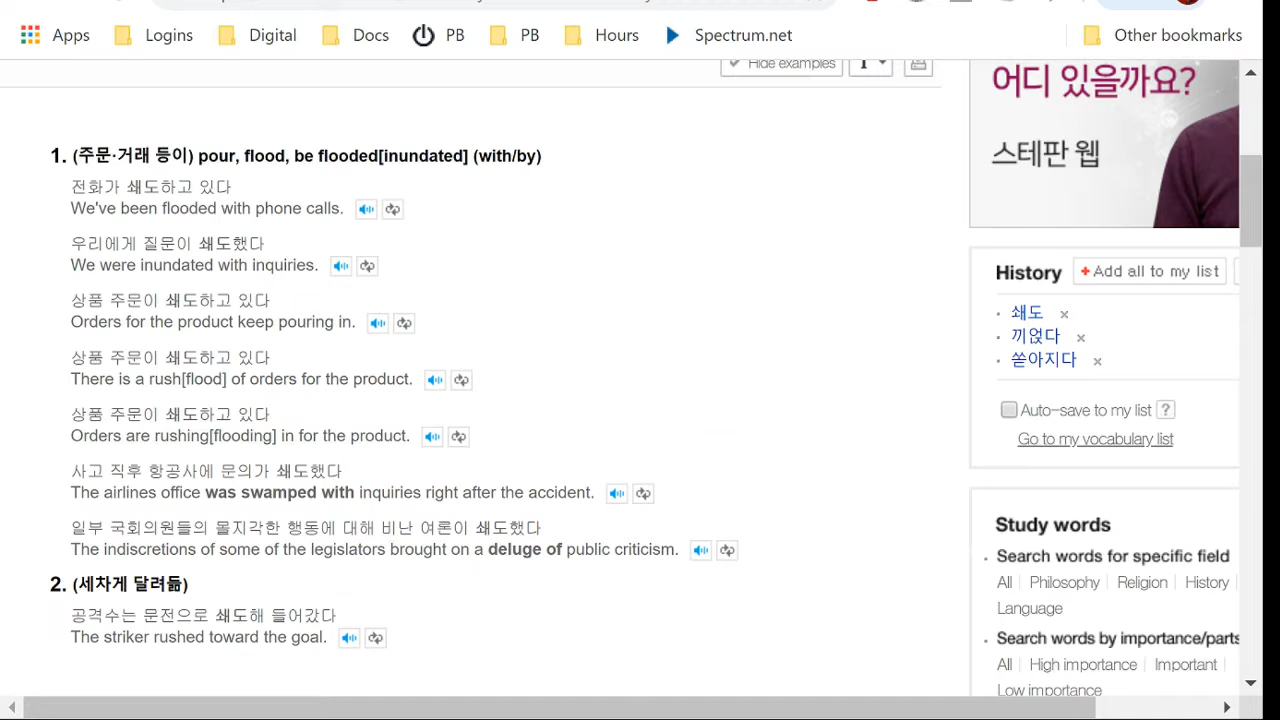 Apps Logins Digital Docs PB PB Hours Spectrum.net Other bookmarks
Hide examples
어디 있을까요?
스테판 웹
1. (주문·거래 등이) pour, flood, be flooded[inundated] (with/by)
전화가 쇄도하고 있다
We've been flooded with phone calls.
우리에게 질문이 쇄도했다
We were inundated with inquiries.
상품 주문이 쇄도하고 있다
Orders for the product keep pouring in.
상품 주문이 쇄도하고 있다
There is a rush[flood] of orders for the product.
상품 주문이 쇄도하고 있다
Orders are rushing[flooding] in for the product.
사고 직후 항공사에 문의가 쇄도했다
The airlines office was swamped with inquiries right after the accident.
일부 국회의원들의 몰지각한 행동에 대해 비난 여론이 쇄도했다
The indiscretions of some of the legislators brought on a deluge of public criticism.
2. (세차게 달려듦)
공격수는 문전으로 쇄도해 들어갔다
The striker rushed toward the goal.
History + Add all to my list
쇄도 ×
끼얹다 ×
쏟아지다 ×
Auto-save to my list ?
Go to my vocabulary list
Study words
Search words for specific field
All Philosophy Religion History
Language
Search words by importance/parts
All High importance Important
Low importance